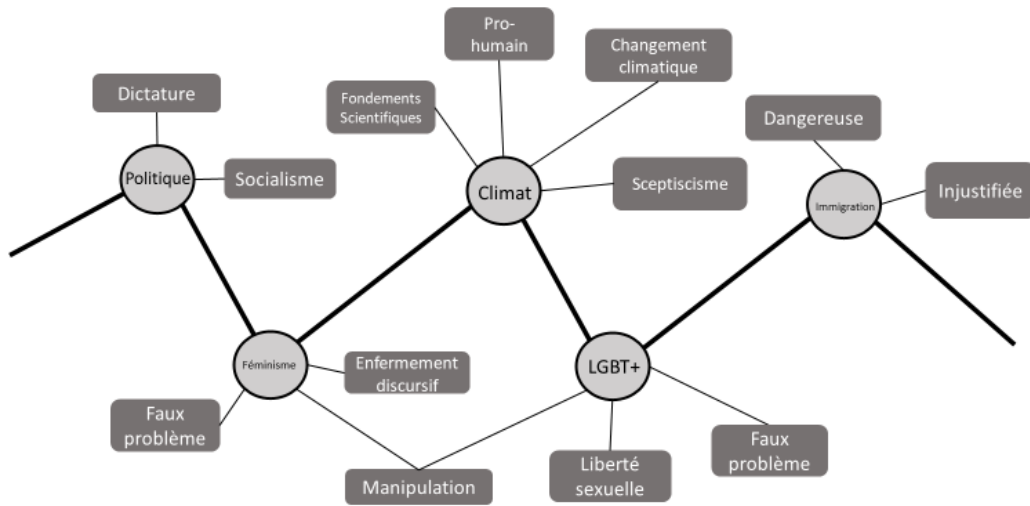 Pro-
humain
Changement
climatique
Dictature
Fondements
Scientifiques
Dangereuse
Politique
Socialisme
Climat
Sceptiscisme
Immigration
Injustifiée
Féminisme
Enfermement
discursif
LGBT+
Faux
problème
Manipulation
Liberté
sexuelle
Faux
problème